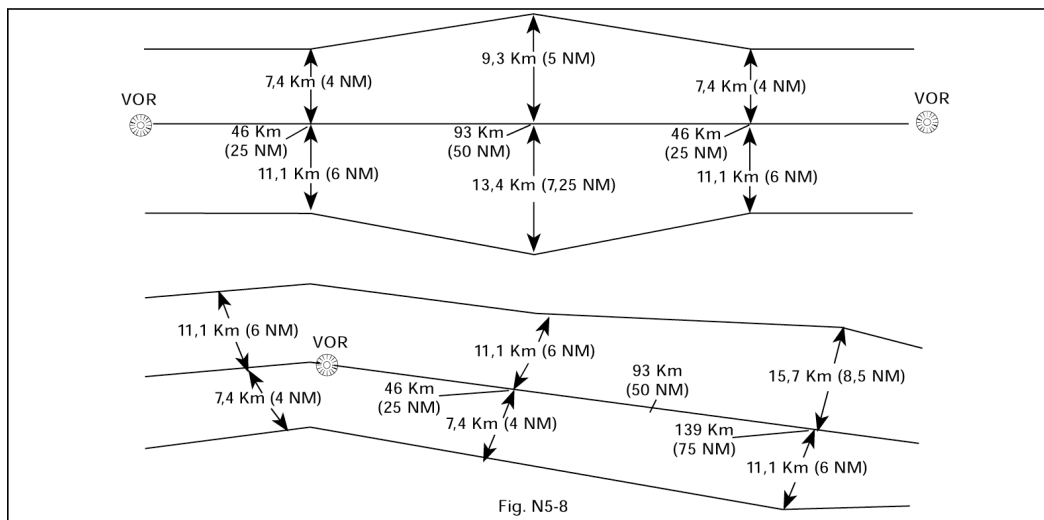 7,4 Km (4 NM)
9,3 Km (5 NM)
7,4 Km (4 NM)
VOR
VOR
46 Km
(25 NM)
93 Km
(50 NM)
46 Km
(25 NM)
11,1 Km (6 NM)
13,4 Km (7,25 NM)
11,1 Km (6 NM)
11,1 Km (6 NM)
VOR
11,1 Km (6 NM)
7,4 Km (4 NM)
46 Km
(25 NM)
93 Km
(50 NM)
15,7 Km (8,5 NM)
7,4 Km (4 NM)
139 Km
(75 NM)
11,1 Km (6 NM)
Fig. N5-8